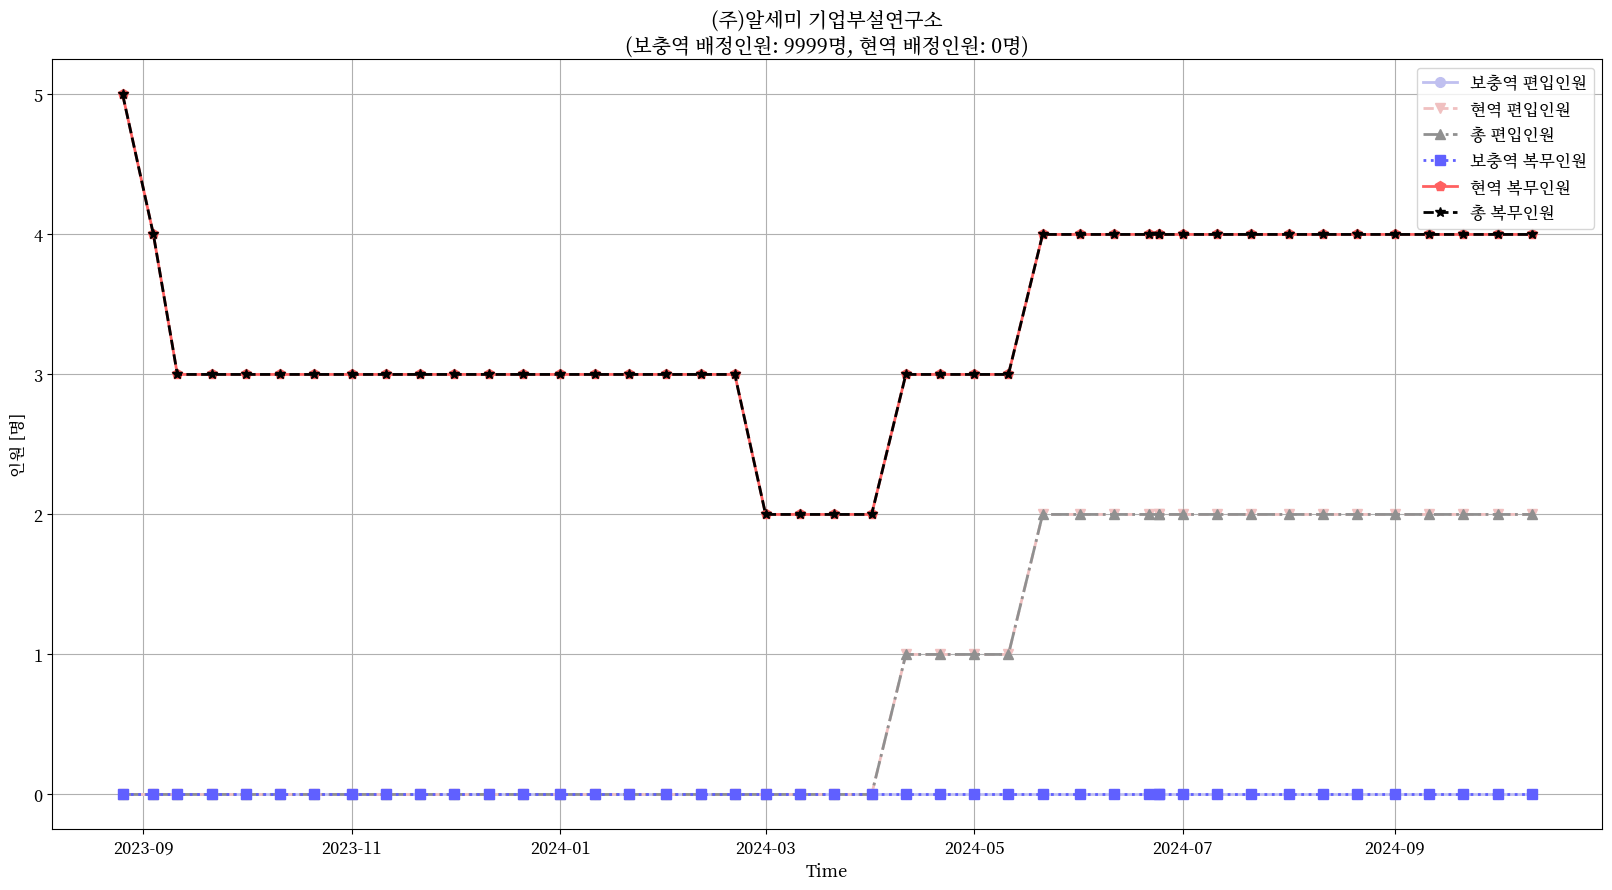 (주)알세미 기업부설연구소
(보충역 배정인원: 9999명, 현역 배정인원: 0명)
보충역 편입인원
현역 편입인원
총 편입인원
보충역 복무인원
현역 복무인원
총 복무인원
인원 [명]
5
4
3
2
1
0
2023-09
2023-11
2024-01
2024-03
2024-05
2024-07
2024-09
Time